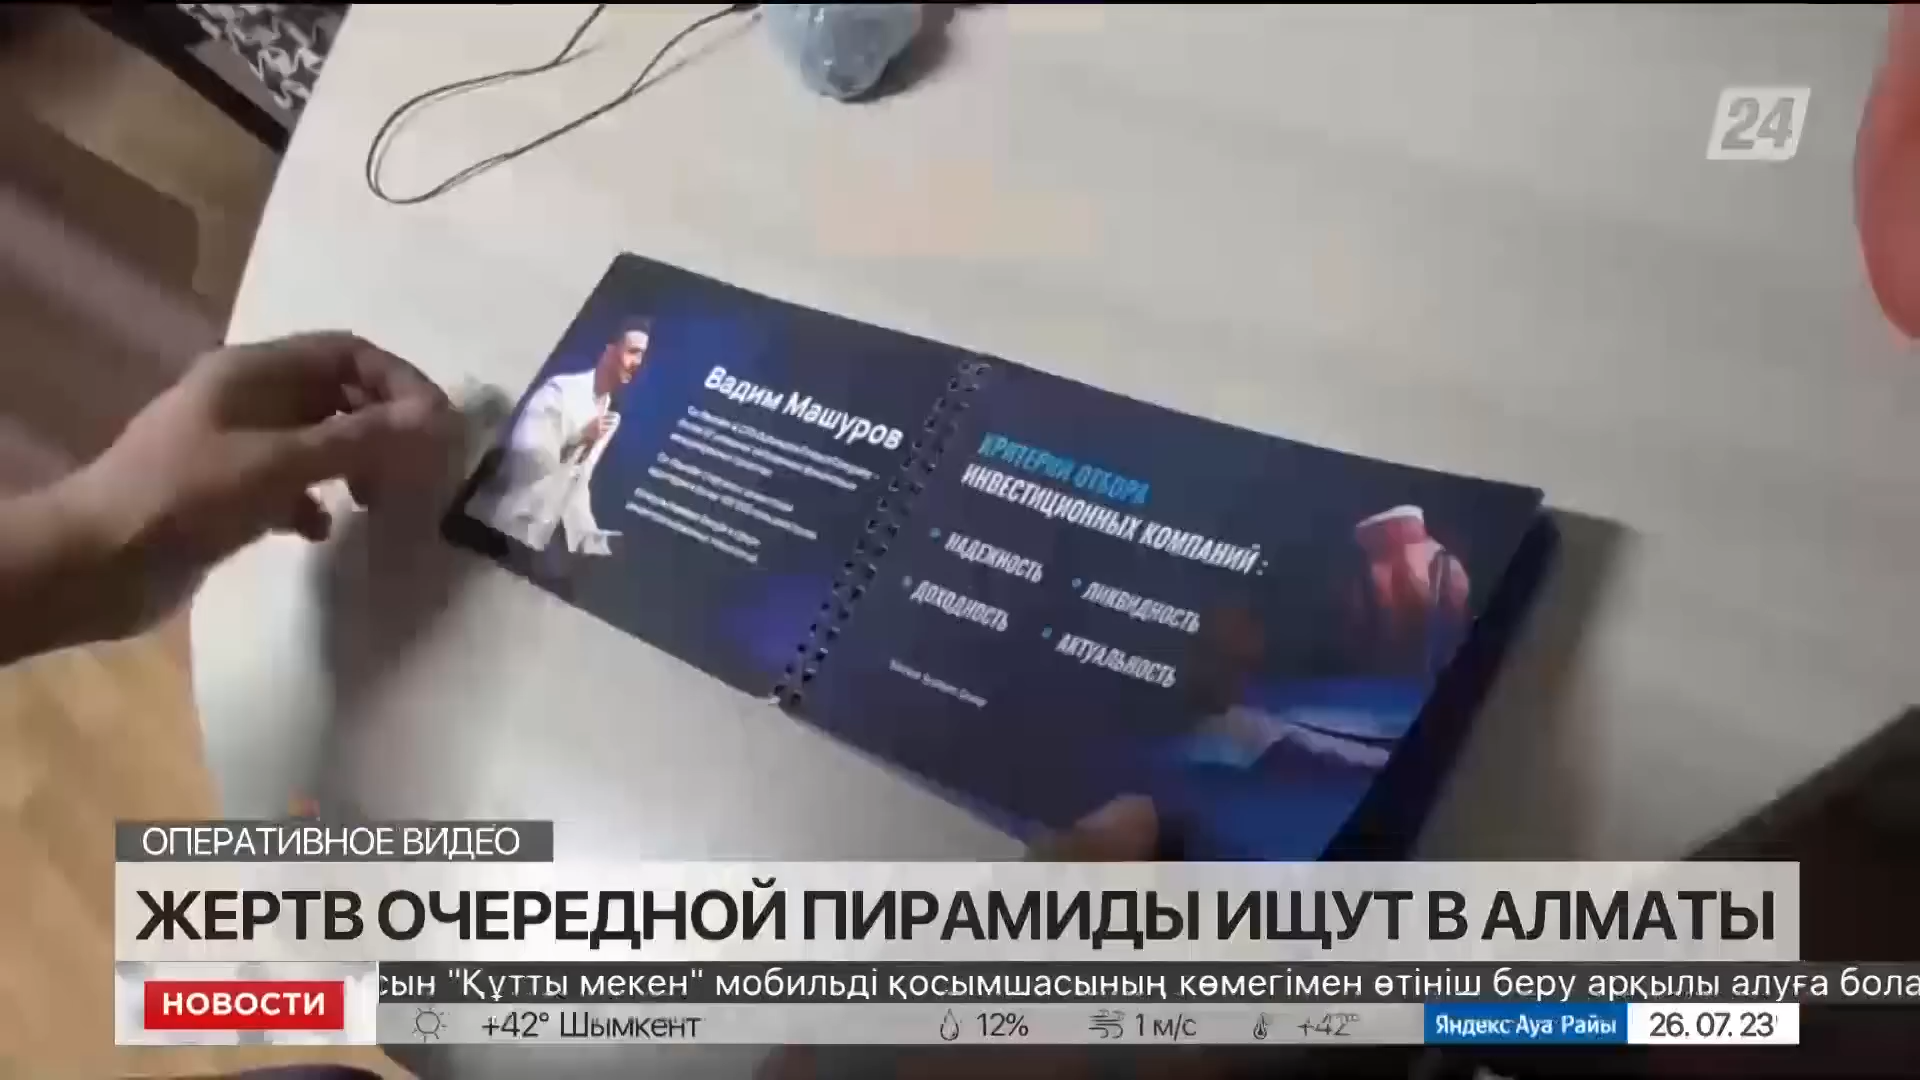 24
Вадим Машуров
КРИТЕРИИ ОТБОРА
ИНВЕСТИЦИОННЫХ КОМПАНИЙ:
• НАДЕЖНОСТЬ
• ЛИКВИДНОСТЬ
• ДОХОДНОСТЬ
• АКТУАЛЬНОСТЬ
ОПЕРАТИВНОЕ ВИДЕО
ЖЕРТВ ОЧЕРЕДНОЙ ПИРАМИДЫ ИЩУТ В АЛМАТЫ
НОВОСТИ
"Құтты мекен" мобильді қосымшасының көмегімен өтініш беру арқылы алуға
+42° Шымкент 12% 1 м/с +42° Яндекс Ауа Райы 26.07.23